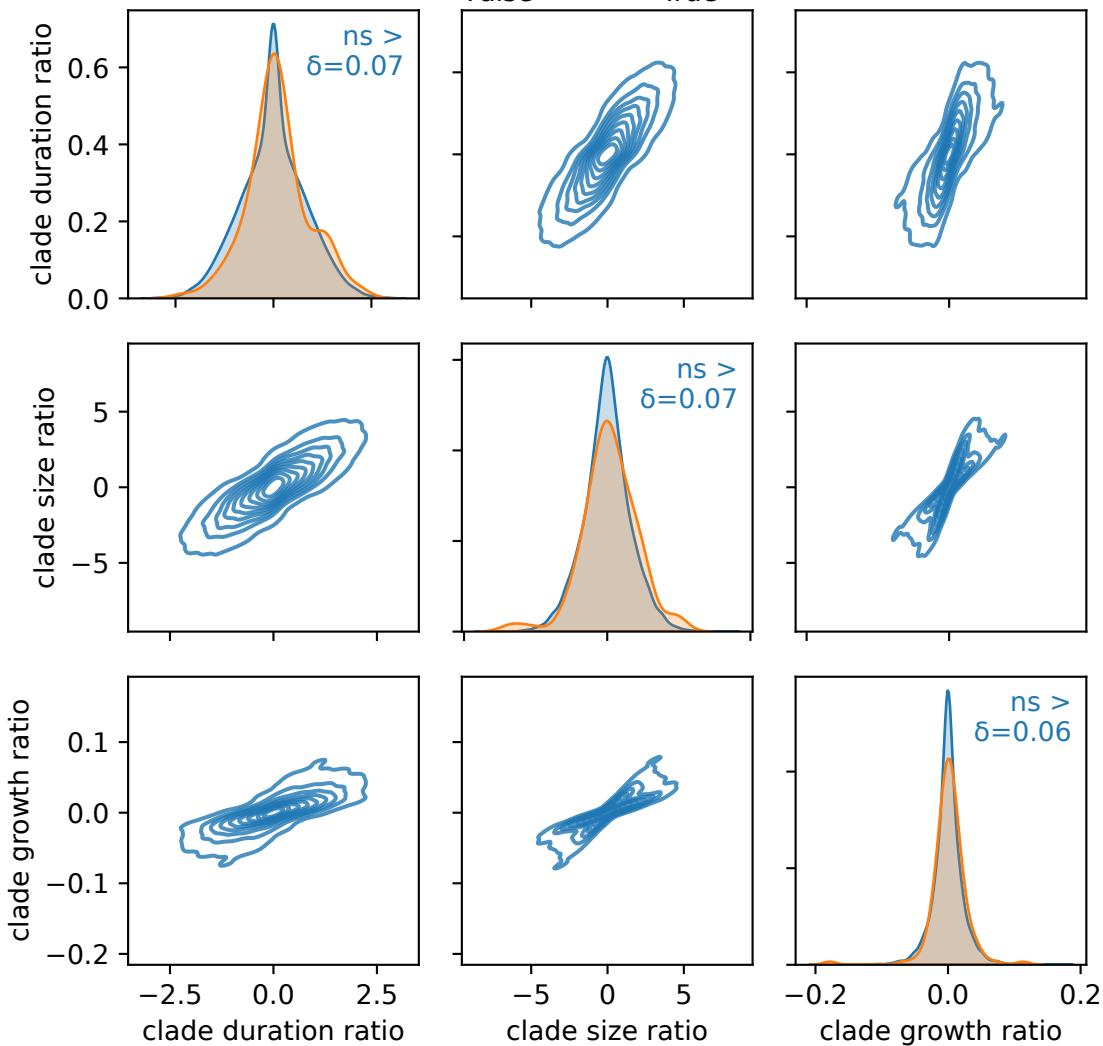 clade duration ratio
0.6
0.4
0.2
0.0
ns >
δ=0.07
clade size ratio
5
0
−5
ns >
δ=0.07
clade growth ratio
0.1
0.0
−0.1
−0.2
ns >
δ=0.06
−2.5 0.0 2.5
−5 0 5
−0.2 0.0 0.2
clade duration ratio
clade size ratio
clade growth ratio